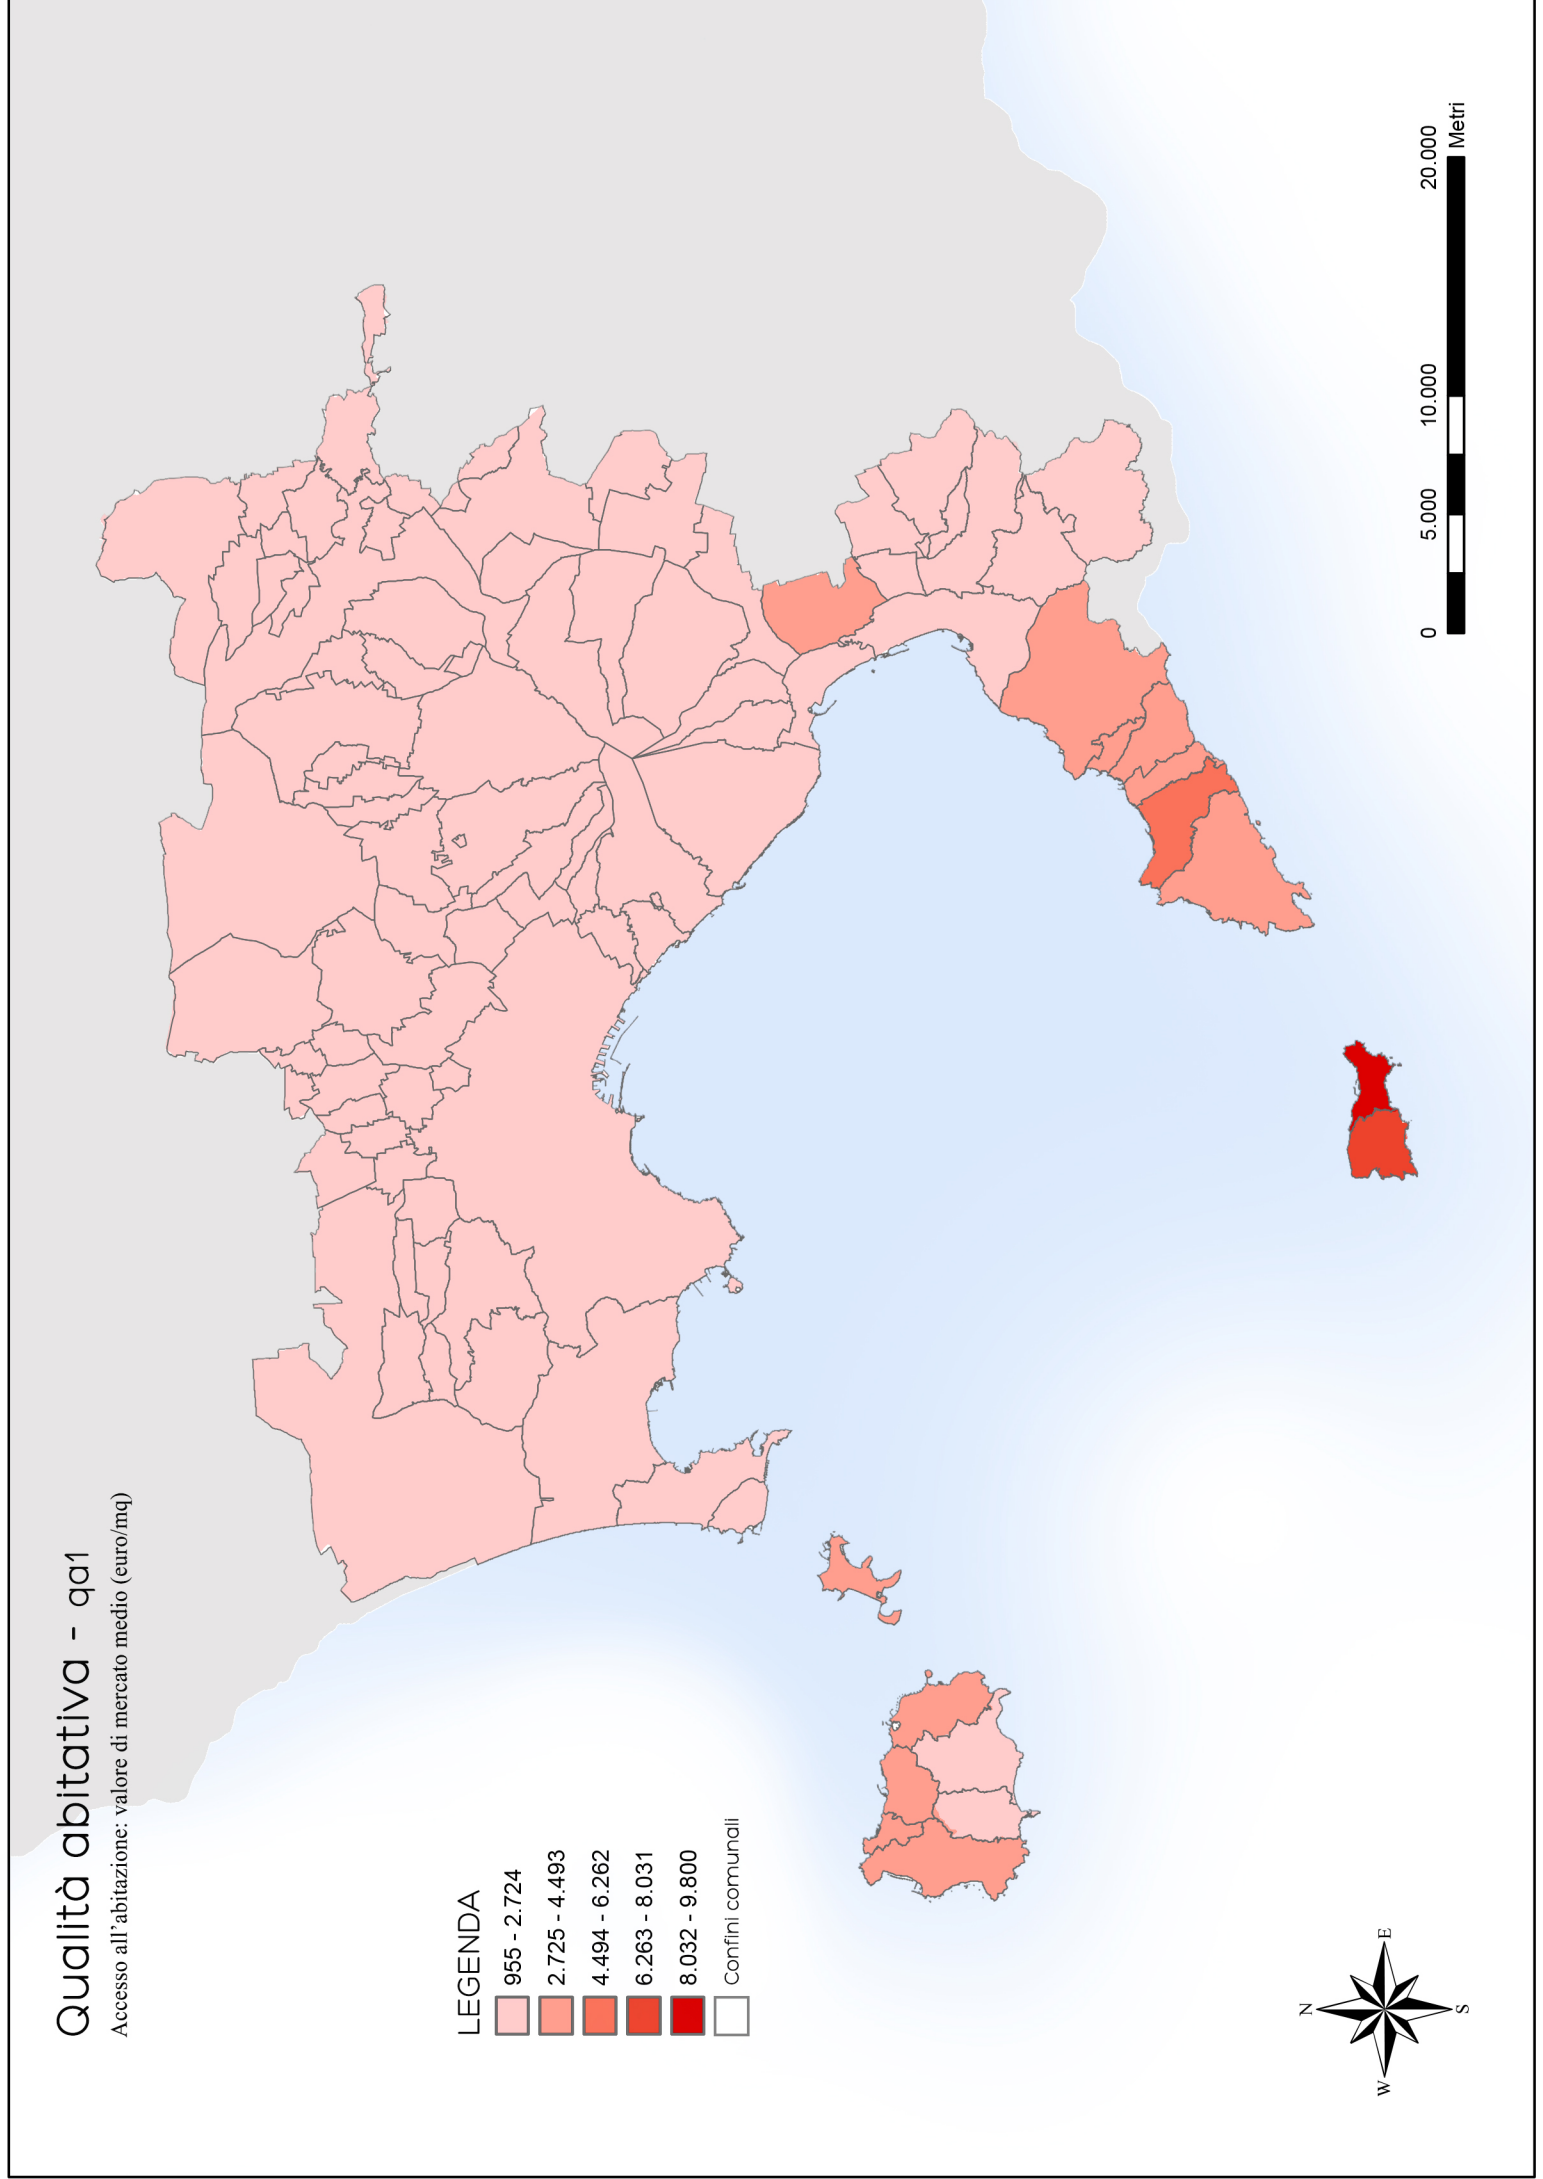 Qualità abitativa - qa1
Accesso all'abitazione: valore di mercato medio (euro/mq)
LEGENDA
955 - 2.724
2.725 - 4.493
4.494 - 6.262
6.263 - 8.031
8.032 - 9.800
Confini comunali
N
W
E
S
0
5.000
10.000
20.000
Metri